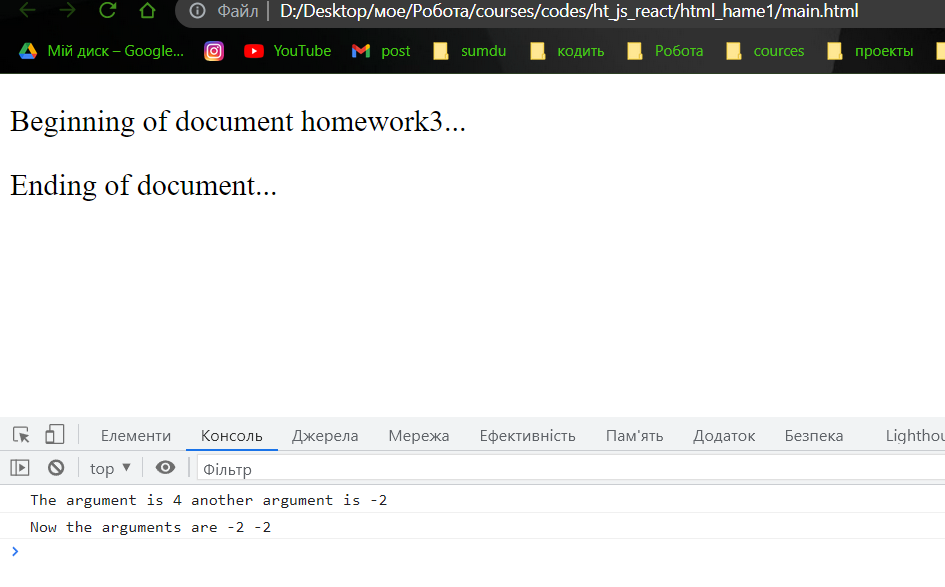 Файл | D:/Desktop/мое/Робота/courses/codes/ht_js_react/html_hame1/main.html
Мій диск – Google... YouTube post sumdu кодить Робота cources проекты
Beginning of document homework3...
Ending of document...
Елементи Консоль Джерела Мережа Ефективність Пам'ять Додаток Безпека
top ▼ Фільтр
The argument is 4 another argument is -2
Now the arguments are -2 -2